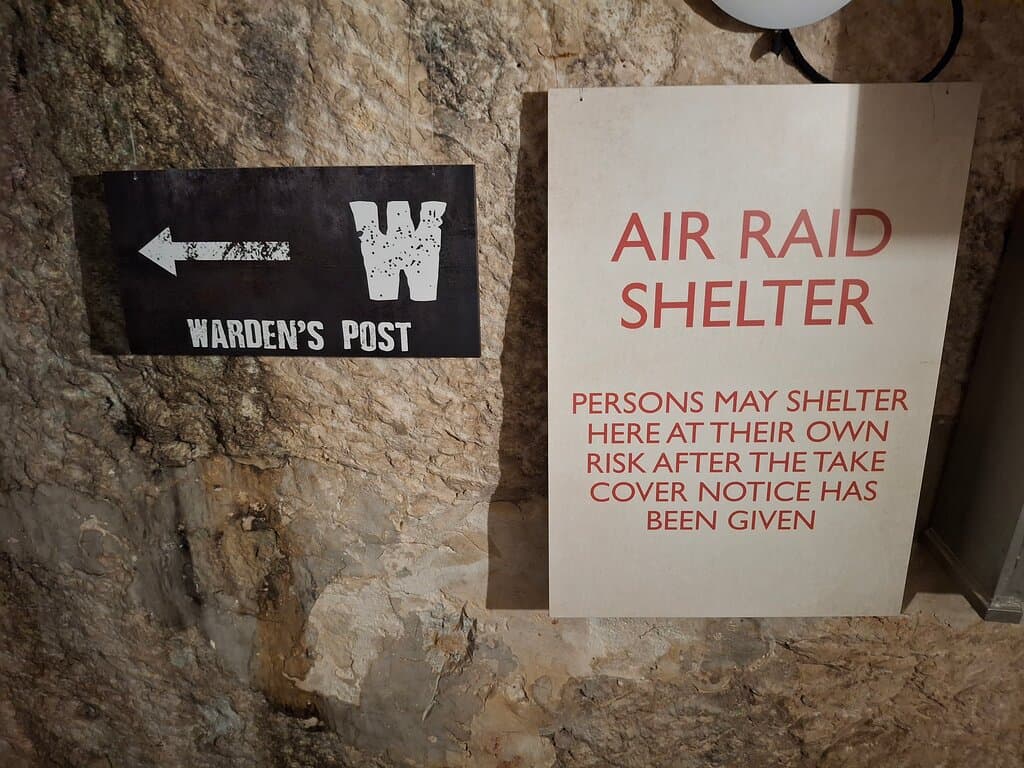 W
WARDEN'S POST
AIR RAID
SHELTER
PERSONS MAY SHELTER
HERE AT THEIR OWN
RISK AFTER THE TAKE
COVER NOTICE HAS
BEEN GIVEN